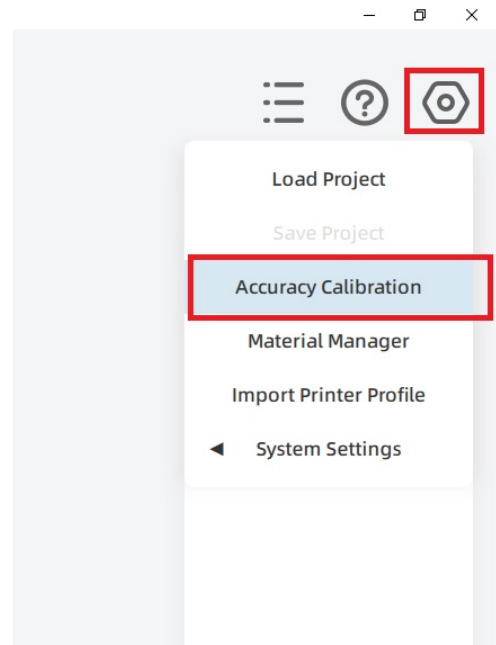 Load Project
Save Project
Accuracy Calibration
Material Manager
Import Printer Profile
System Settings